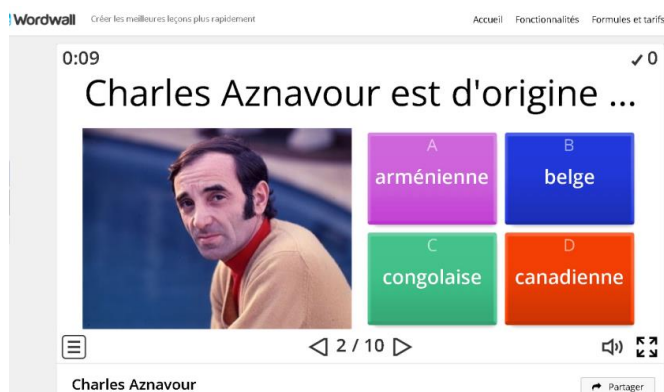 Wordwall Créer les meilleures leçons plus rapidement Accueil Fonctionnalités Formules et tarifs
0:09 ✓ 0
Charles Aznavour est d'origine ...
A B
arménienne belge
C D
congolaise canadienne
2 / 10
Charles Aznavour Partager